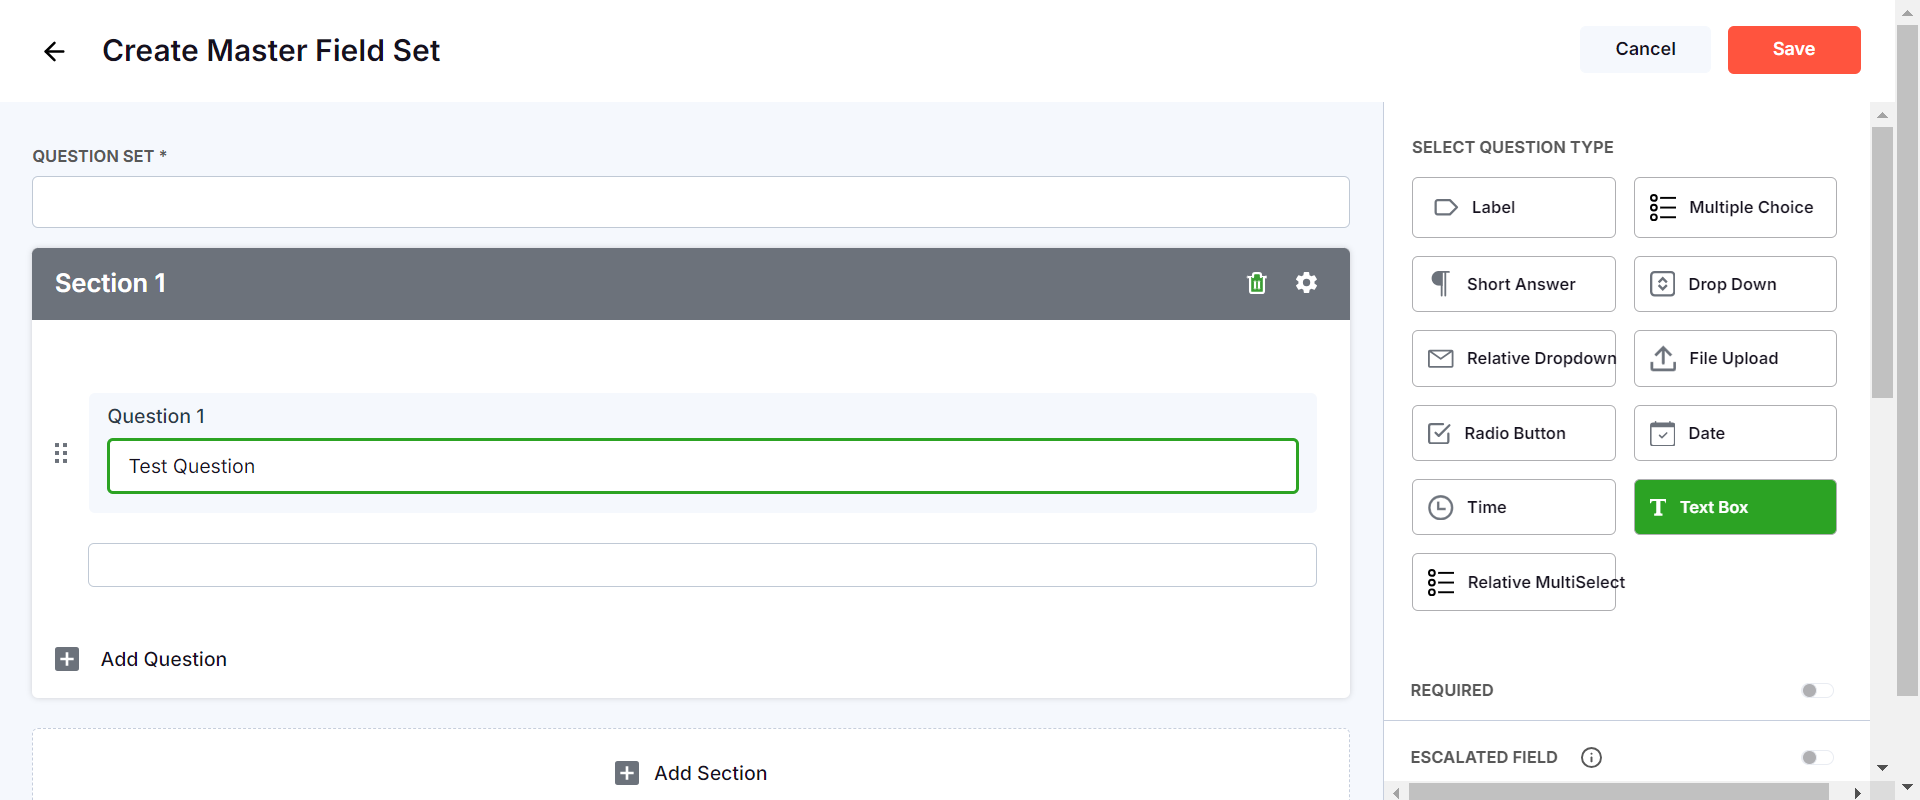 Create Master Field Set
Cancel
Save
QUESTION SET *
Section 1
Question 1
Test Question
Add Question
Add Section
SELECT QUESTION TYPE
Label
Multiple Choice
Short Answer
Drop Down
Relative Dropdown
File Upload
Radio Button
Date
Time
Text Box
Relative MultiSelect
REQUIRED
ESCALATED FIELD